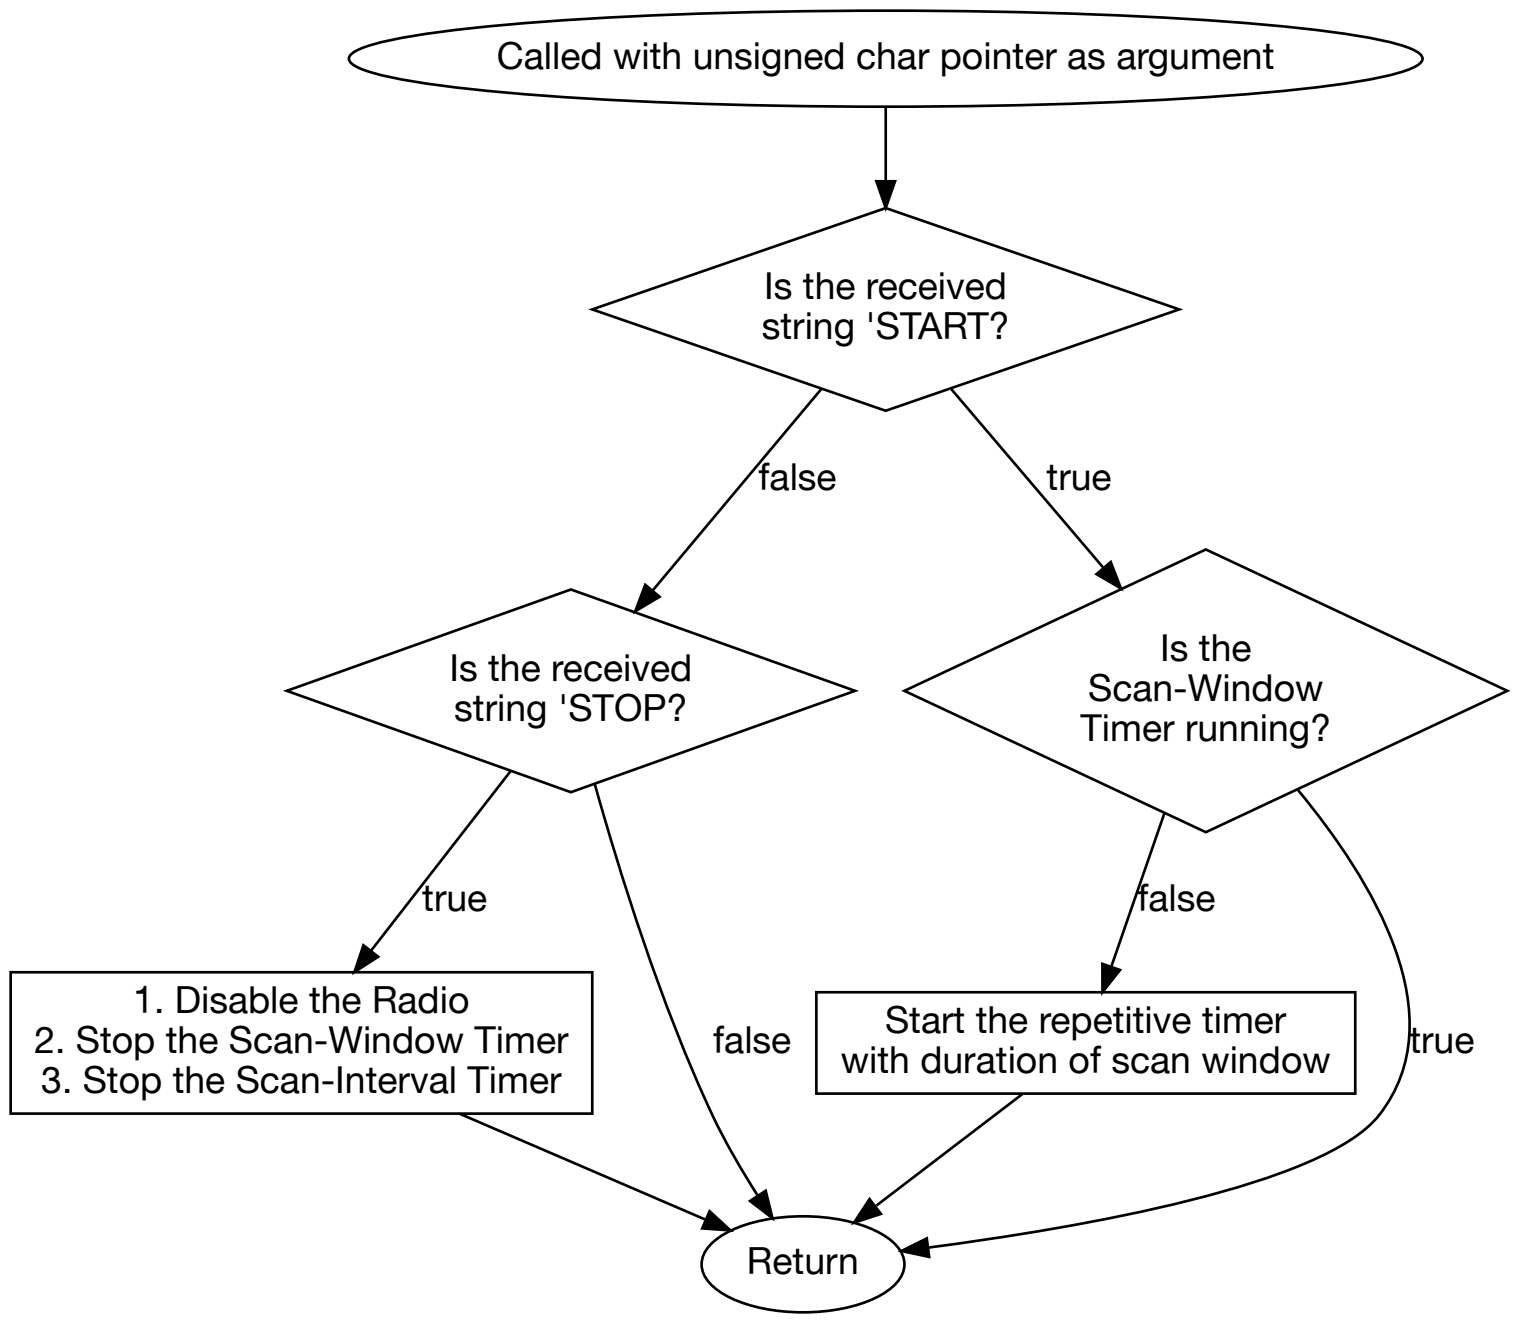 Called with unsigned char pointer as argument
Is the received
string 'START?
false
true
Is the received
string 'STOP?
Is the
Scan-Window
Timer running?
true
false
1. Disable the Radio
2. Stop the Scan-Window Timer
3. Stop the Scan-Interval Timer
false
Start the repetitive timer
with duration of scan window
true
Return